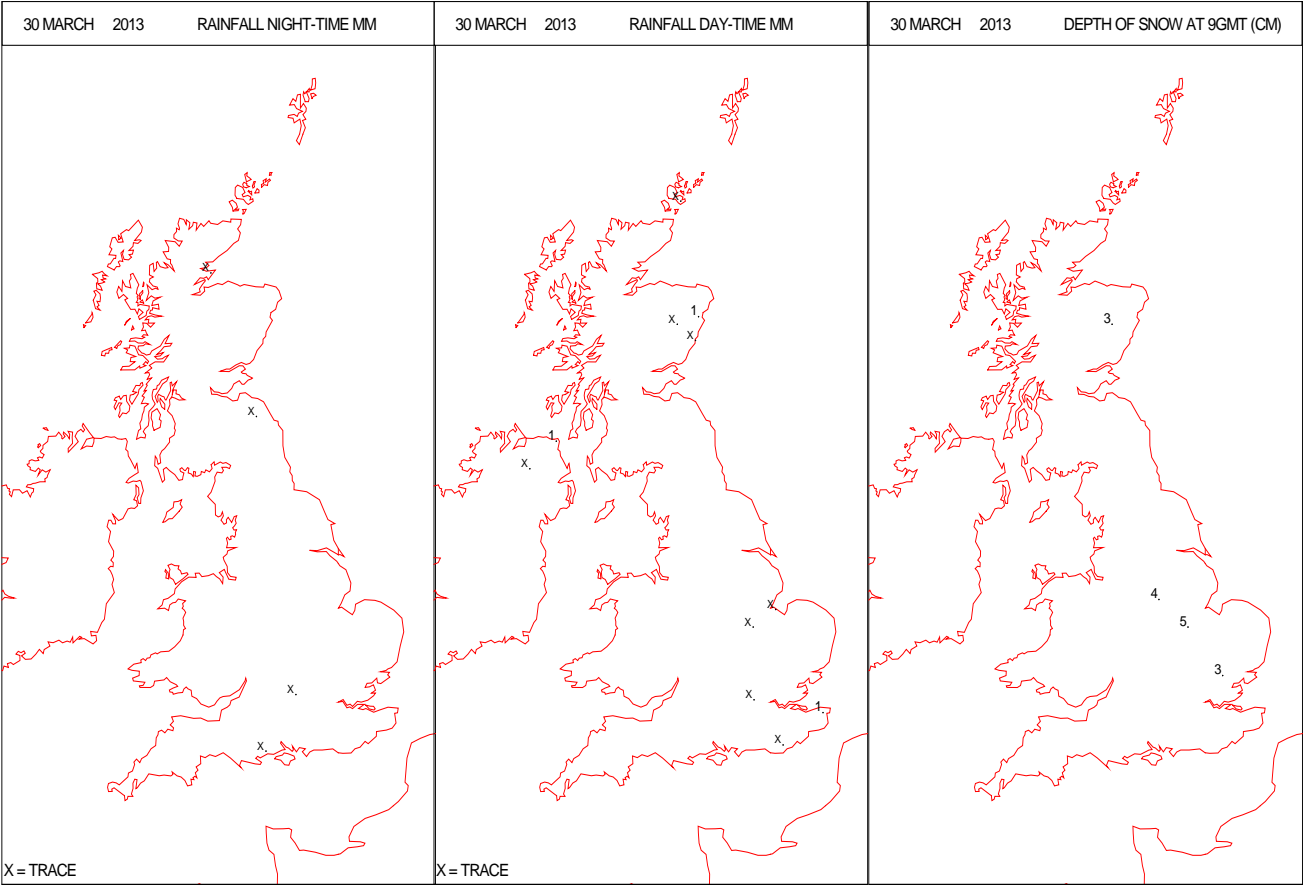 30 MARCH 2013 RAINFALL NIGHT-TIME MM
X.
X.
X.
X.
X = TRACE
30 MARCH 2013 RAINFALL DAY-TIME MM
X.
1.
X.
X.
1.
X.
X.
X.
X.
1.
X.
X = TRACE
30 MARCH 2013 DEPTH OF SNOW AT 9GMT (CM)
3.
4.
5.
3.